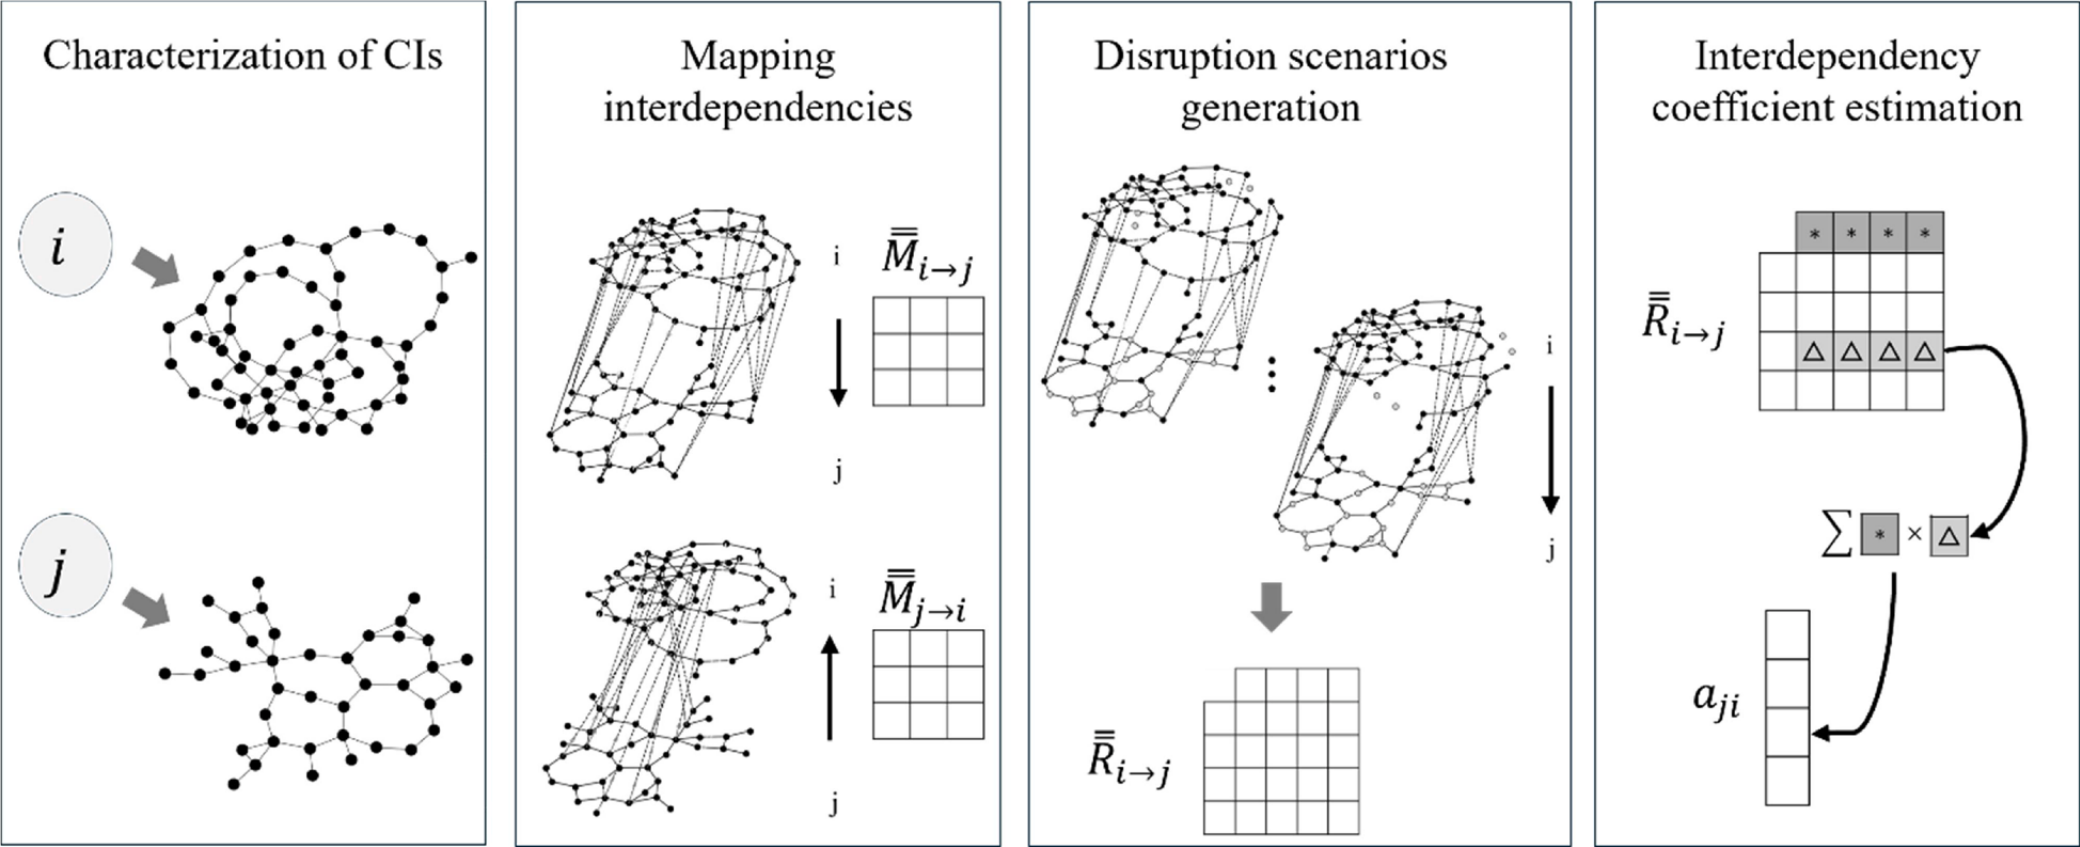 Characterization of CIs
i
j
Mapping
interdependencies
i
M̿ᵢ→ⱼ
j
i
M̿ⱼ→ᵢ
j
Disruption scenarios
generation
i
j
R̿ᵢ→ⱼ
Interdependency
coefficient estimation
* * * *
R̿ᵢ→ⱼ
△ △ △ △
∑ * × △
aⱼᵢ